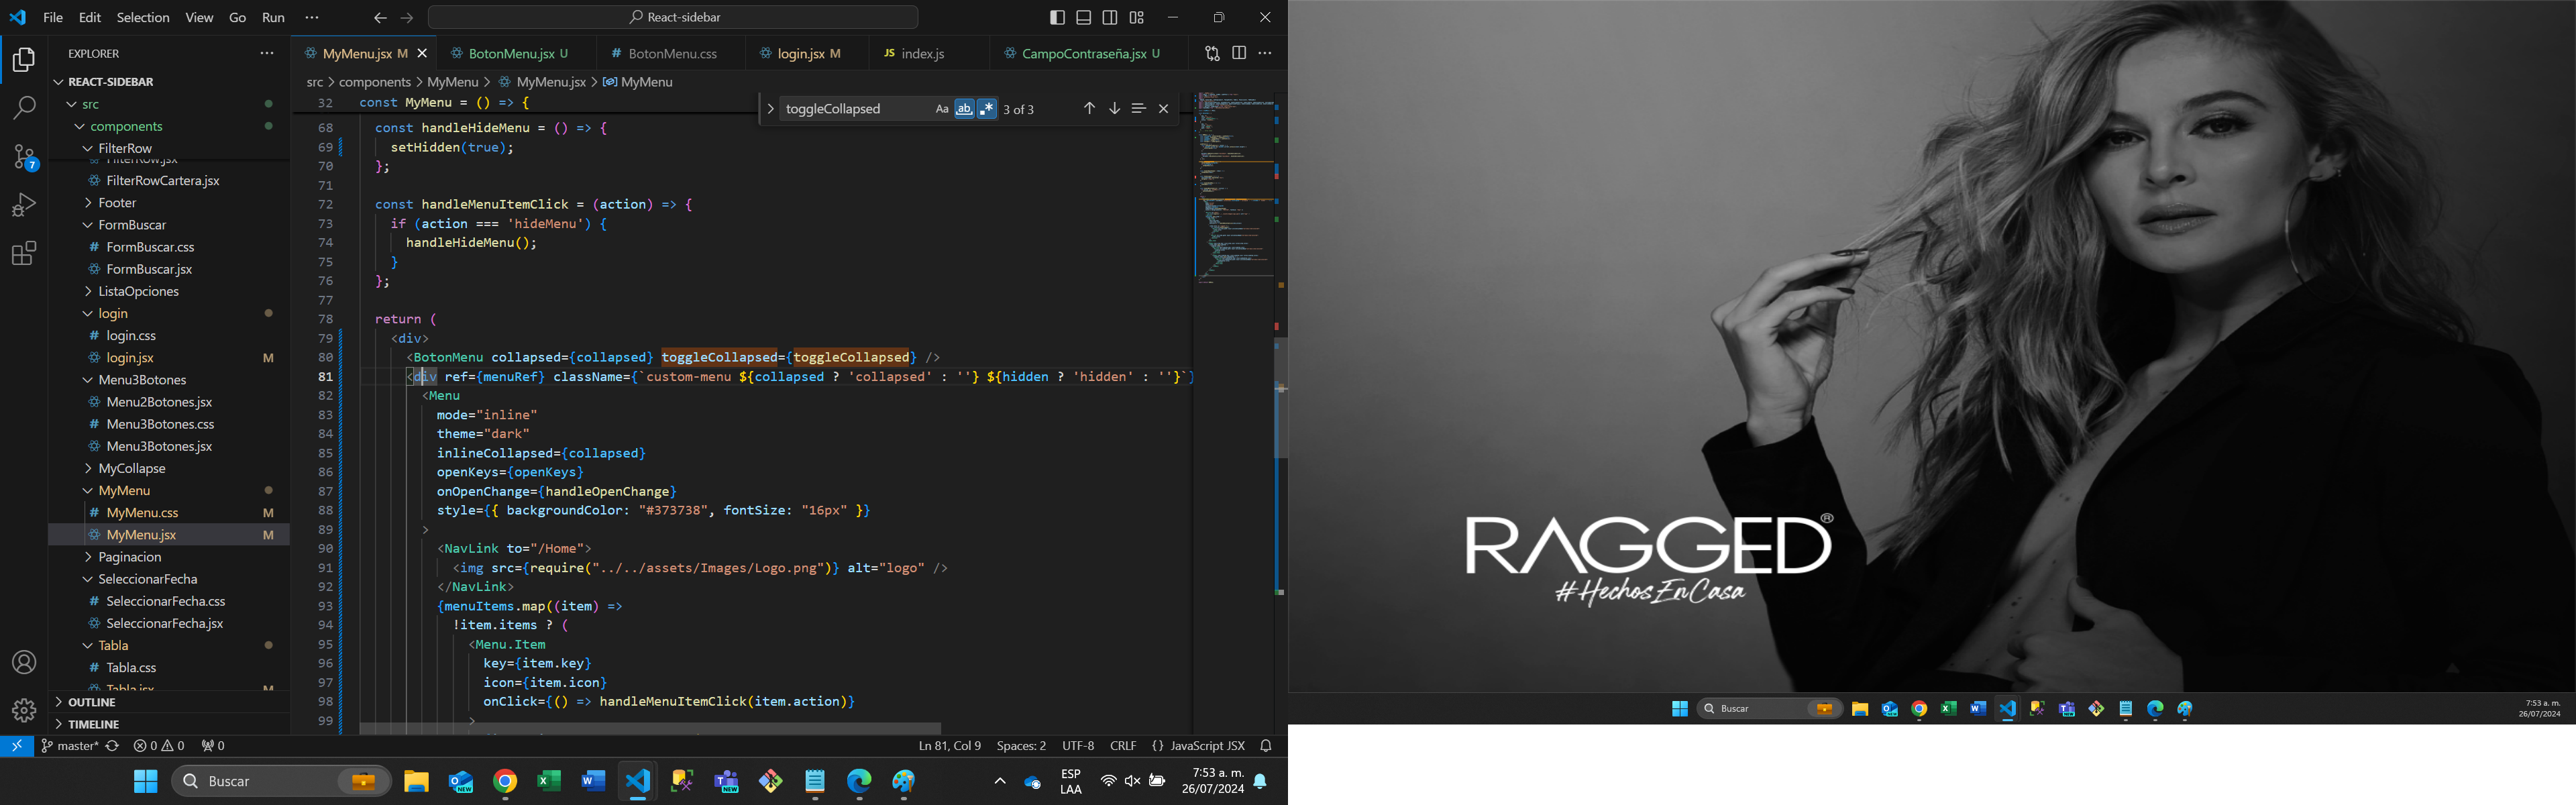 File Edit Selection View Go Run ···
React-sidebar
EXPLORER
REACT-SIDEBAR
src
components
FilterRow
FilterRow.jsx
FilterRowCartera.jsx
Footer
FormBuscar
# FormBuscar.css
FormBuscar.jsx
ListaOpciones
login
# login.css
login.jsx M
Menu3Botones
Menu2Botones.jsx
# Menu3Botones.css
Menu3Botones.jsx
MyCollapse
MyMenu
# MyMenu.css M
MyMenu.jsx M
Paginacion
SeleccionarFecha
# SeleccionarFecha.css
SeleccionarFecha.jsx
Tabla
# Tabla.css
Tabla.jsx M
OUTLINE
TIMELINE
7
MyMenu.jsx M
BotonMenu.jsx U
# BotonMenu.css
login.jsx M
JS index.js
CampoContraseña.jsx U
src > components > MyMenu > MyMenu.jsx > MyMenu
toggleCollapsed Aa ab .* 3 of 3
32 const MyMenu = () => {
68 const handleHideMenu = () => {
69 setHidden(true);
70 };
71
72 const handleMenuItemClick = (action) => {
73 if (action === 'hideMenu') {
74 handleHideMenu();
75 }
76 };
77
78 return (
79 <div>
80 <BotonMenu collapsed={collapsed} toggleCollapsed={toggleCollapsed} />
81 <div ref={menuRef} className={`custom-menu ${collapsed ? 'collapsed' : ''} ${hidden ? 'hidden' : ''}`}
82 <Menu
83 mode="inline"
84 theme="dark"
85 inlineCollapsed={collapsed}
86 openKeys={openKeys}
87 onOpenChange={handleOpenChange}
88 style={{ backgroundColor: "#373738", fontSize: "16px" }}
89 >
90 <NavLink to="/Home">
91 <img src={require("../../assets/Images/Logo.png")} alt="logo" />
92 </NavLink>
93 {menuItems.map((item) =>
94 !item.items ? (
95 <Menu.Item
96 key={item.key}
97 icon={item.icon}
98 onClick={() => handleMenuItemClick(item.action)}
99 >
master* 0 0 0
Ln 81, Col 9 Spaces: 2 UTF-8 CRLF {} JavaScript JSX
Buscar
ESP
LAA
7:53 a. m.
26/07/2024
RAGGED®
#HechosEnCasa
Buscar
7:53 a. m.
26/07/2024